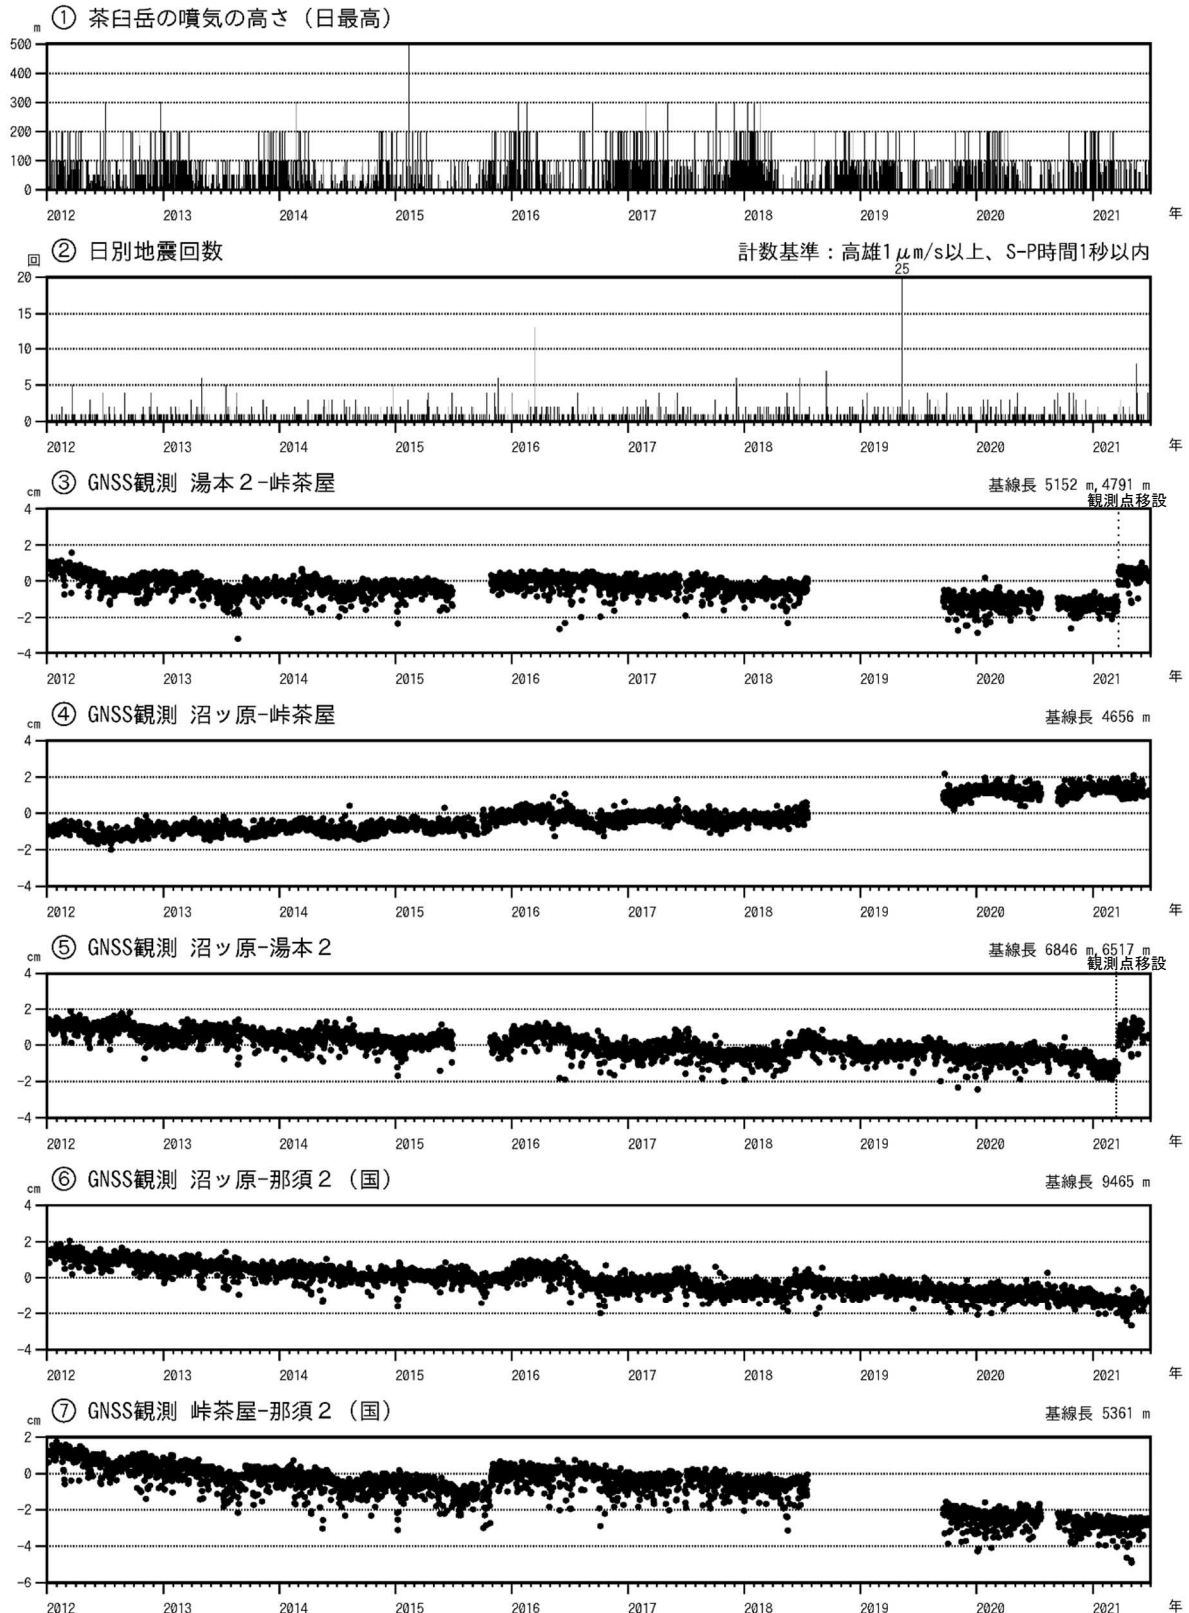 ① 茶臼岳の噴気の高さ（日最高）
m
500
400
300
200
100
0
2012 2013 2014 2015 2016 2017 2018 2019 2020 2021 年
② 日別地震回数
計数基準：高雄1μm/s以上、S-P時間1秒以内
回
25
20
15
10
5
0
2012 2013 2014 2015 2016 2017 2018 2019 2020 2021 年
③ GNSS観測 湯本２-峠茶屋
基線長 5152 m,4791 m
観測点移設
cm
4
2
0
-2
-4
2012 2013 2014 2015 2016 2017 2018 2019 2020 2021 年
④ GNSS観測 沼ッ原-峠茶屋
基線長 4656 m
cm
4
2
0
-2
-4
2012 2013 2014 2015 2016 2017 2018 2019 2020 2021 年
⑤ GNSS観測 沼ッ原-湯本２
基線長 6846 m,6517 m
観測点移設
cm
4
2
0
-2
-4
2012 2013 2014 2015 2016 2017 2018 2019 2020 2021 年
⑥ GNSS観測 沼ッ原-那須２（国）
基線長 9465 m
cm
4
2
0
-2
-4
2012 2013 2014 2015 2016 2017 2018 2019 2020 2021 年
⑦ GNSS観測 峠茶屋-那須２（国）
基線長 5361 m
cm
2
0
-2
-4
-6
2012 2013 2014 2015 2016 2017 2018 2019 2020 2021 年